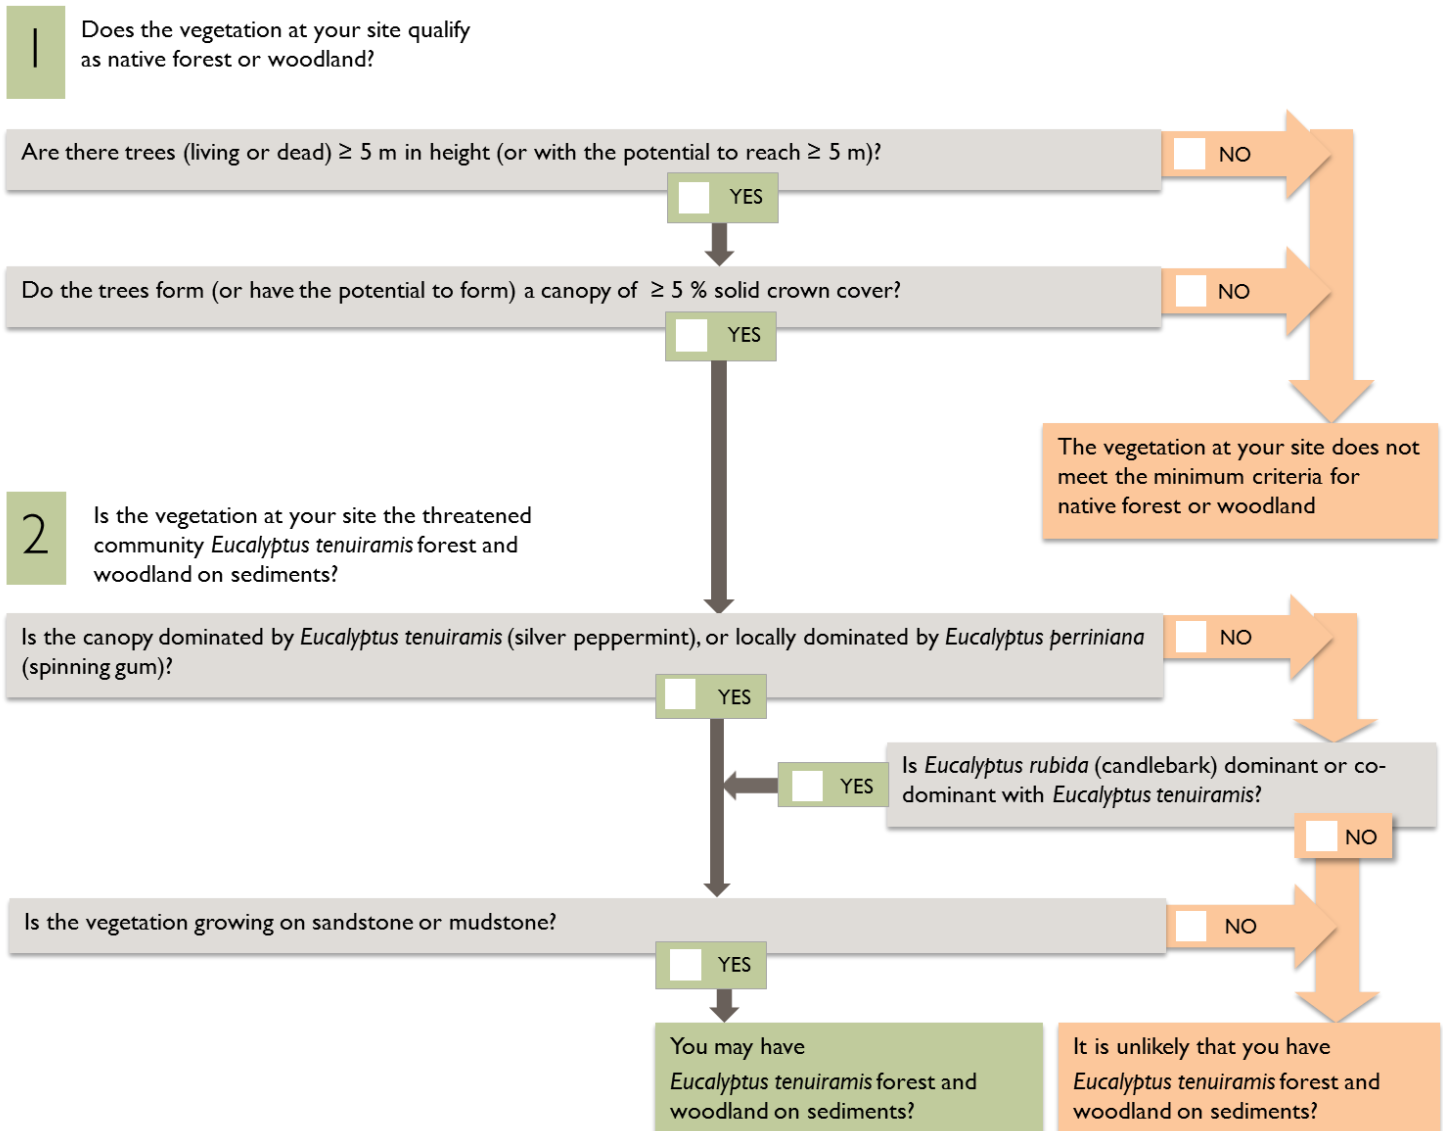 1
Does the vegetation at your site qualify
as native forest or woodland?
Are there trees (living or dead) ≥ 5 m in height (or with the potential to reach ≥ 5 m)?
NO
YES
Do the trees form (or have the potential to form) a canopy of ≥ 5 % solid crown cover?
NO
YES
The vegetation at your site does not
meet the minimum criteria for
native forest or woodland
2
Is the vegetation at your site the threatened
community Eucalyptus tenuiramis forest and
woodland on sediments?
Is the canopy dominated by Eucalyptus tenuiramis (silver peppermint), or locally dominated by Eucalyptus perriniana
(spinning gum)?
NO
YES
Is Eucalyptus rubida (candlebark) dominant or co-
dominant with Eucalyptus tenuiramis?
YES
NO
Is the vegetation growing on sandstone or mudstone?
NO
YES
You may have
Eucalyptus tenuiramis forest and
woodland on sediments?
It is unlikely that you have
Eucalyptus tenuiramis forest and
woodland on sediments?